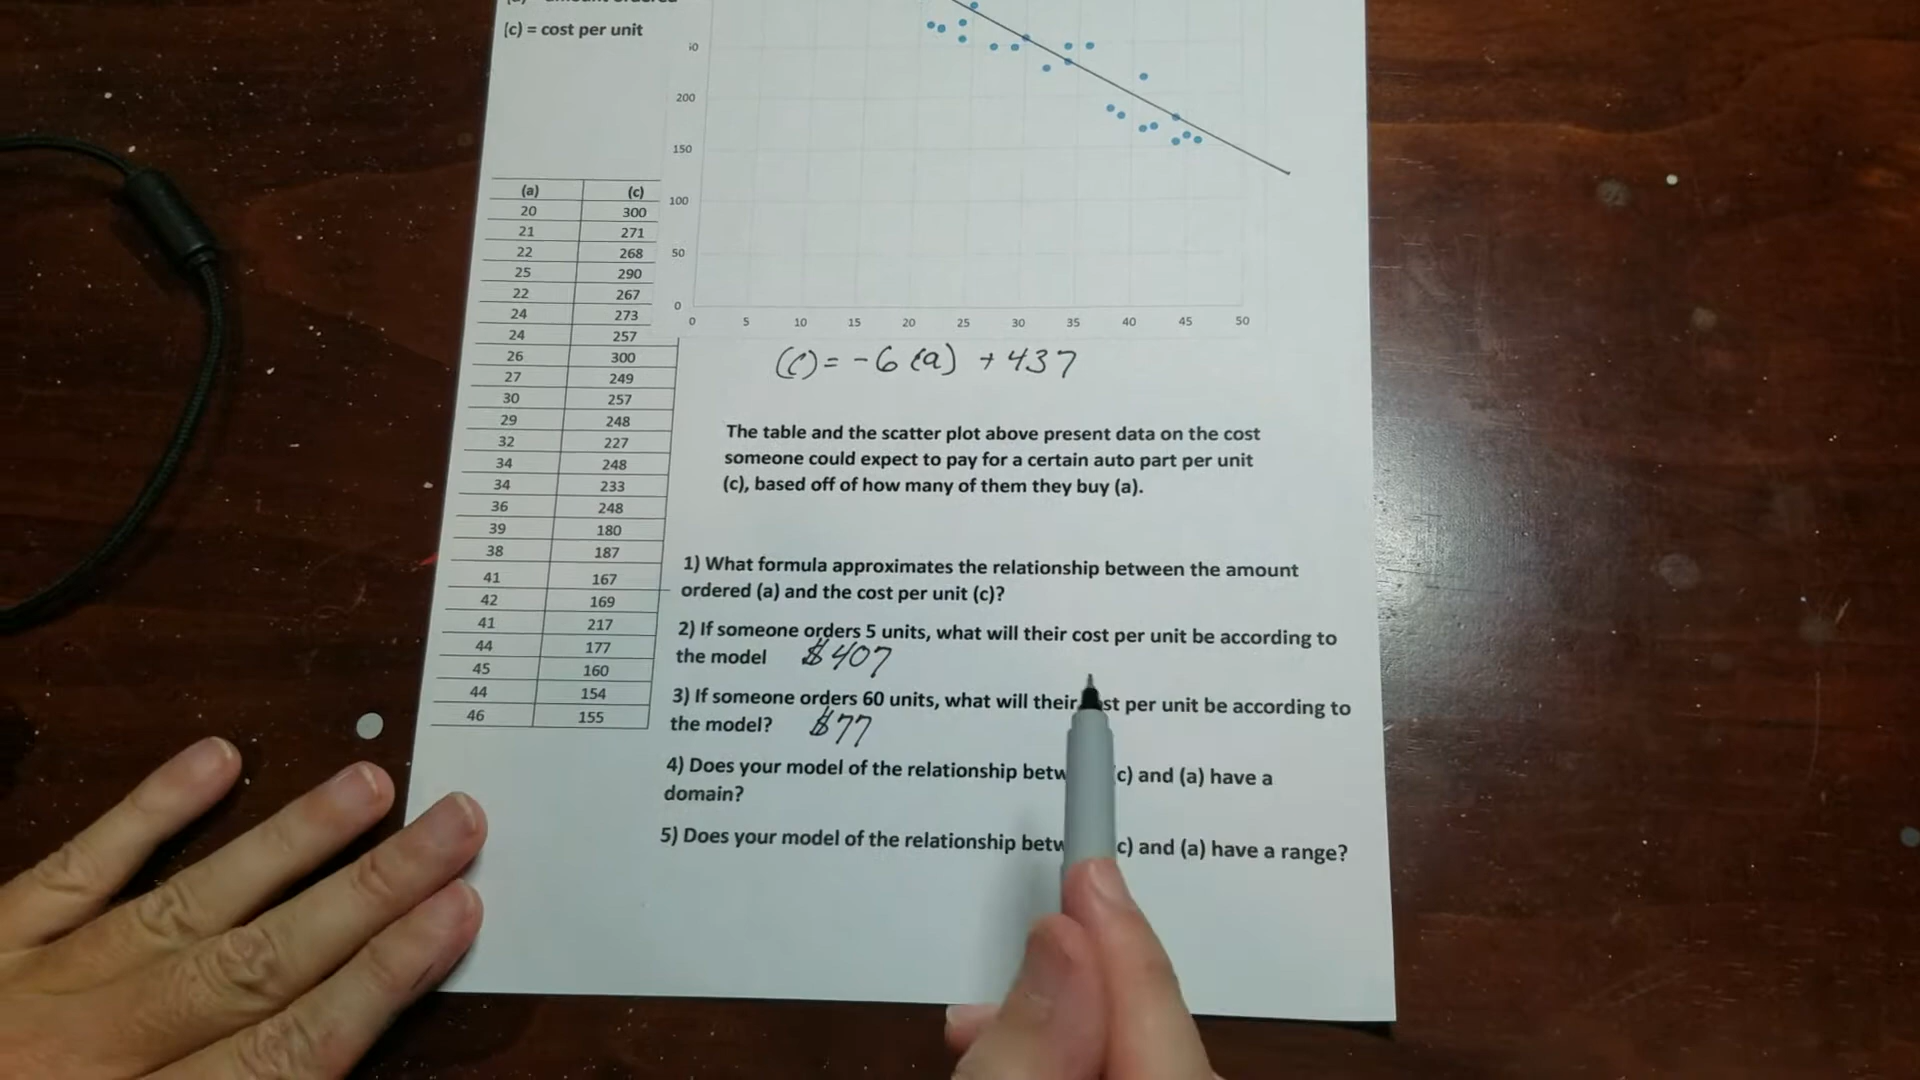 (c) = cost per unit
200
150
100
50
0
0 5 10 15 20 25 30 35 40 45 50
(a) (c)
20 300
21 271
22 268
25 290
22 267
24 273
24 257
26 300
27 249
30 257
29 248
32 227
34 248
34 233
36 248
39 180
38 187
41 167
42 169
41 217
44 177
45 160
44 154
46 155
(C) = -6 (a) + 437
The table and the scatter plot above present data on the cost
someone could expect to pay for a certain auto part per unit
(c), based off of how many of them they buy (a).
1) What formula approximates the relationship between the amount
ordered (a) and the cost per unit (c)?
2) If someone orders 5 units, what will their cost per unit be according to
the model $407
3) If someone orders 60 units, what will their st per unit be according to
the model? $77
4) Does your model of the relationship betw c) and (a) have a
domain?
5) Does your model of the relationship betw c) and (a) have a range?